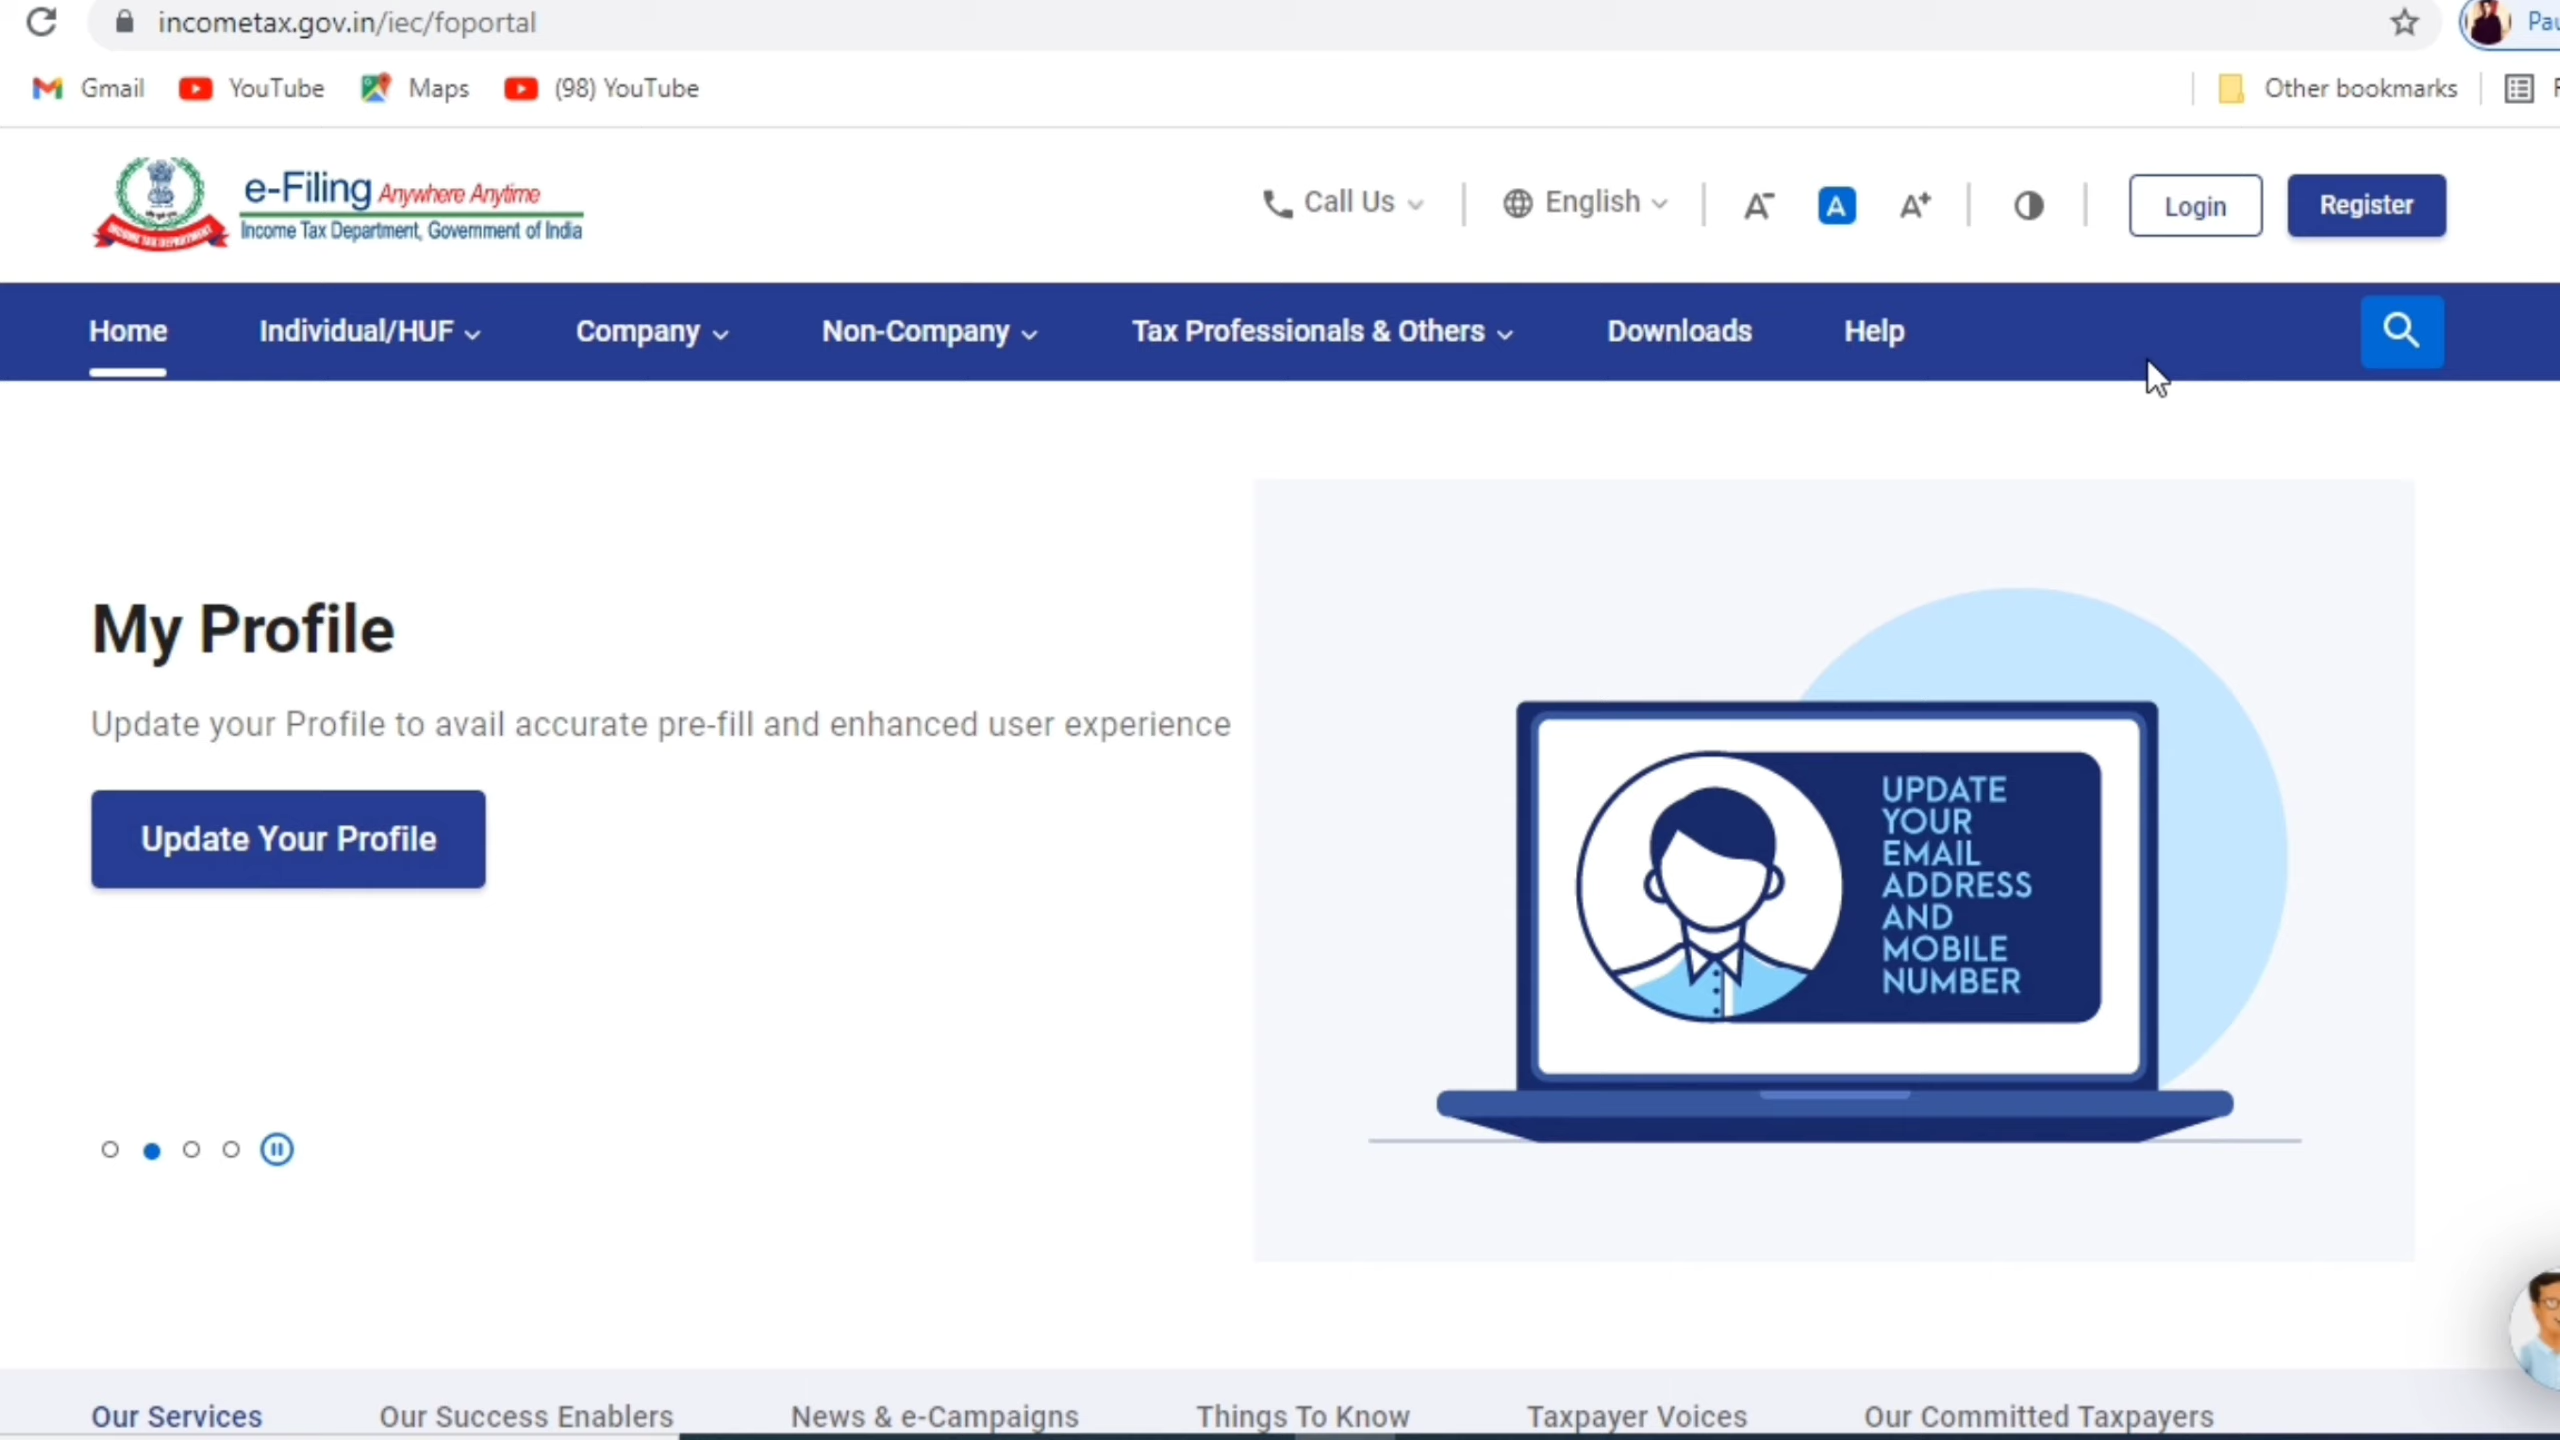 incometax.gov.in/iec/foportal
Gmail YouTube Maps (98) YouTube Other bookmarks
e-Filing Anywhere Anytime
Income Tax Department, Government of India
Call Us English A- A A+ Login Register
Home Individual/HUF Company Non-Company Tax Professionals & Others Downloads Help
My Profile
Update your Profile to avail accurate pre-fill and enhanced user experience
Update Your Profile
UPDATE
YOUR
EMAIL
ADDRESS
AND
MOBILE
NUMBER
Our Services Our Success Enablers News & e-Campaigns Things To Know Taxpayer Voices Our Committed Taxpayers